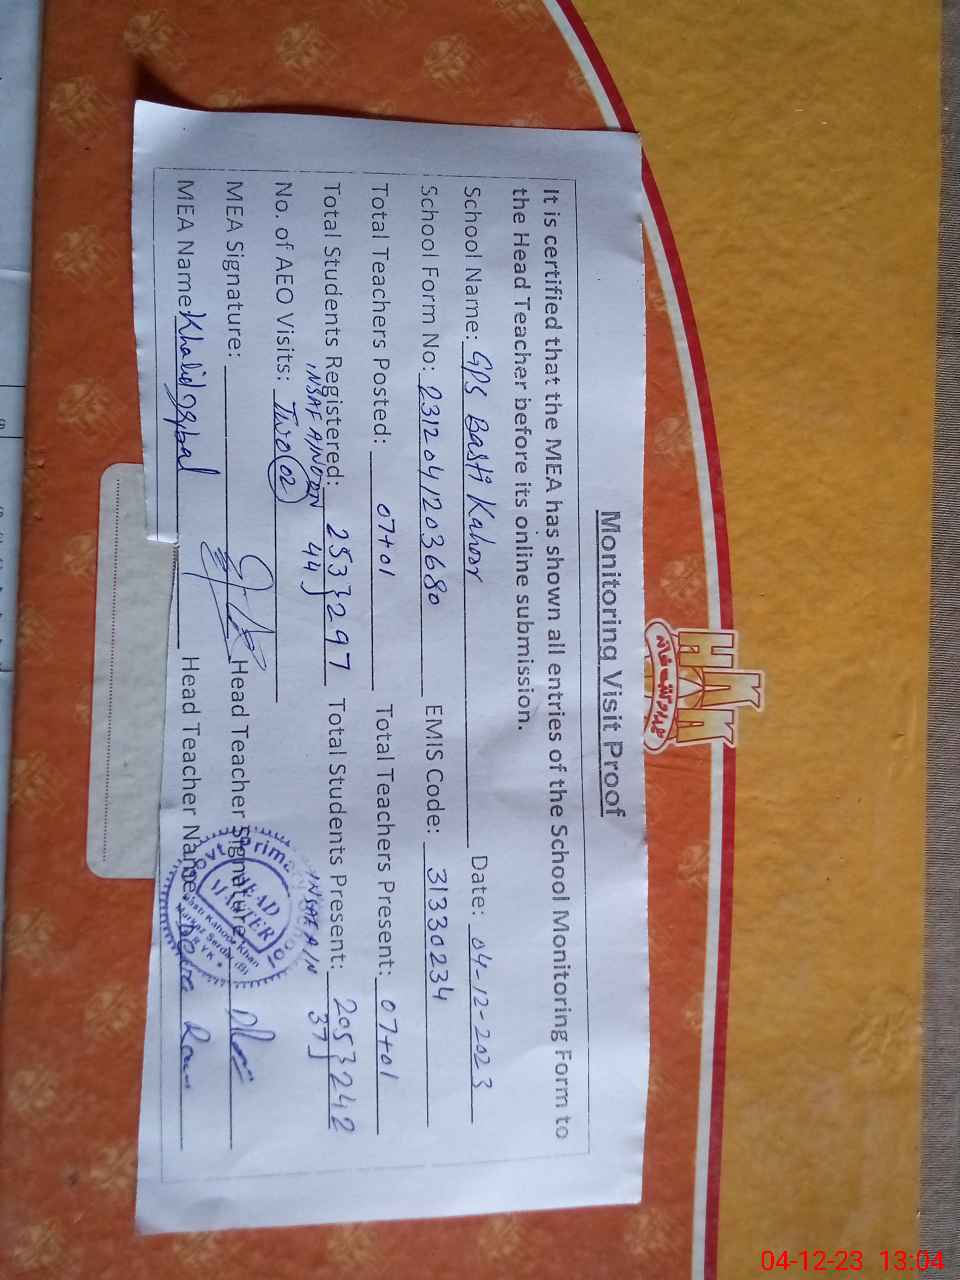 Monitoring Visit Proof
It is certified that the MEA has shown all entries of the School Monitoring Form to
the Head Teacher before its online submission.
School Name: GPS Basti Kahoor Date: 04-12-2023
School Form No: 2312041203680 EMIS Code: 31330234
Total Teachers Posted: 07+01 Total Teachers Present: 07+01
Total Students Registered: 253 } 297 Total Students Present: 205 } 242
INSAF 44 INSAF 37
No. of AEO Visits: Two 02
MEA Signature: Head Teacher Signature
MEA Name: Khalid Iqbal Head Teacher Name
HEAD
MASTER
HKK
04-12-23 13:04